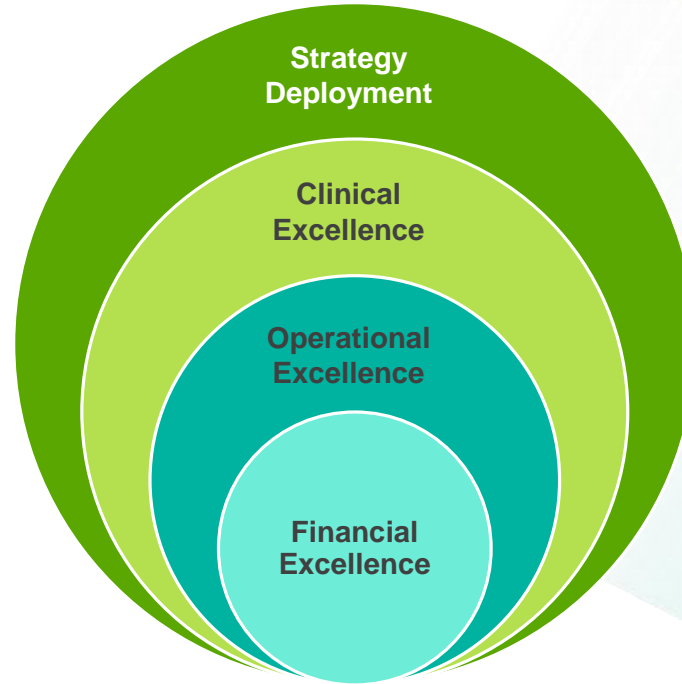 Strategy
Deployment
Clinical
Excellence
Operational
Excellence
Financial
Excellence